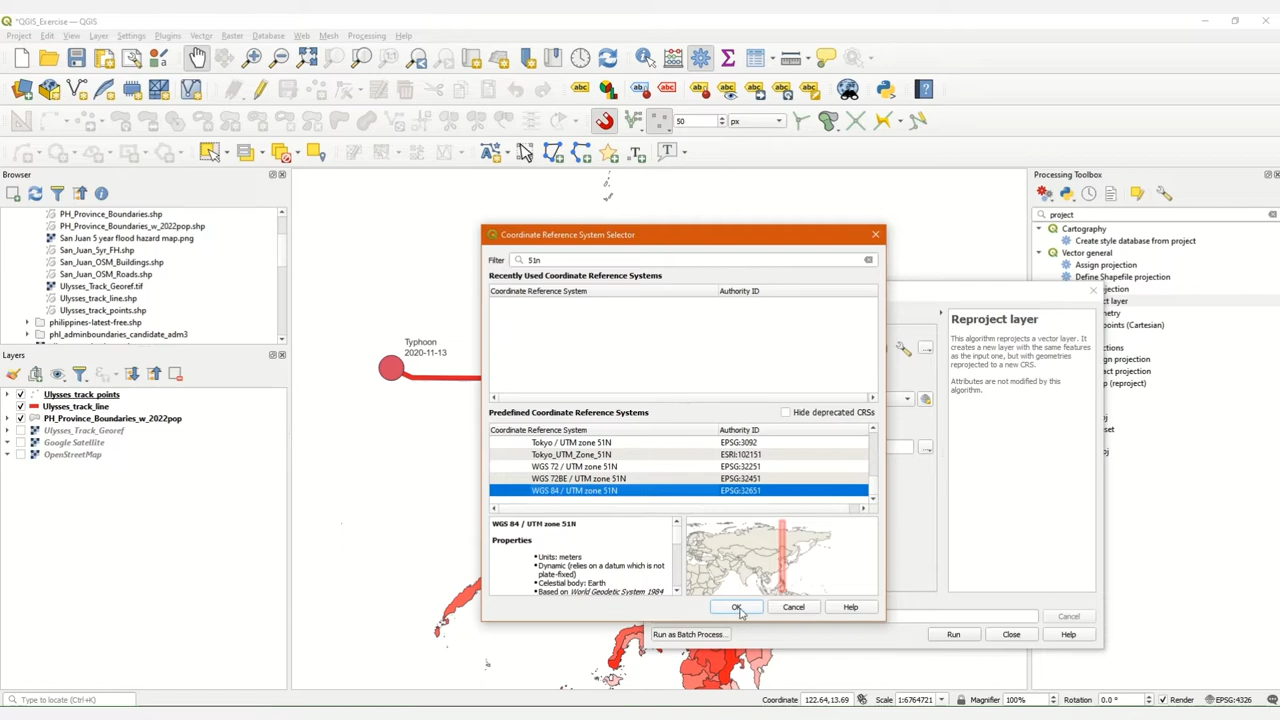 *QGIS_Exercise — QGIS
Project Edit View Layer Settings Plugins Vector Raster Database Web Mesh Processing Help
50 px
Browser
PH_Province_Boundaries.shp
PH_Province_Boundaries_w_2022pop.shp
San Juan 5 year flood hazard map.png
San_Juan_5yr_FH.shp
San_Juan_OSM_Buildings.shp
San_Juan_OSM_Roads.shp
Ulysses_Track_Georef.tif
Ulysses_track_line.shp
Ulysses_track_points.shp
philippines-latest-free.shp
phl_adminboundaries_candidate_adm3
Layers
Ulysses_track_points
Ulysses_track_line
PH_Province_Boundaries_w_2022pop
Ulysses_Track_Georef
Google Satellite
OpenStreetMap
Typhoon
2020-11-13
Coordinate Reference System Selector
Filter 51n
Recently Used Coordinate Reference Systems
Coordinate Reference System Authority ID
Predefined Coordinate Reference Systems Hide deprecated CRSs
Coordinate Reference System Authority ID
Tokyo / UTM zone 51N EPSG:3092
Tokyo_UTM_Zone_51N ESRI:102151
WGS 72 / UTM zone 51N EPSG:32251
WGS 72BE / UTM zone 51N EPSG:32451
WGS 84 / UTM zone 51N EPSG:32651
WGS 84 / UTM zone 51N
Properties
Units: meters
Dynamic (relies on a datum which is not
plate-fixed)
Celestial body: Earth
Based on World Geodetic System 1984
OK Cancel Help
Reproject layer
This algorithm reprojects a vector layer. It
creates a new layer with the same features
as the input one, but with geometries
reprojected to a new CRS.
Attributes are not modified by this
algorithm.
Cancel
Run as Batch Process... Run Close Help
Processing Toolbox
project
Cartography
Create style database from project
Vector general
Assign projection
Define Shapefile projection
Type to locate (Ctrl+K) Coordinate 122.64,13.69 Scale 1:6764721 Magnifier 100% Rotation 0.0 ° Render EPSG:4326